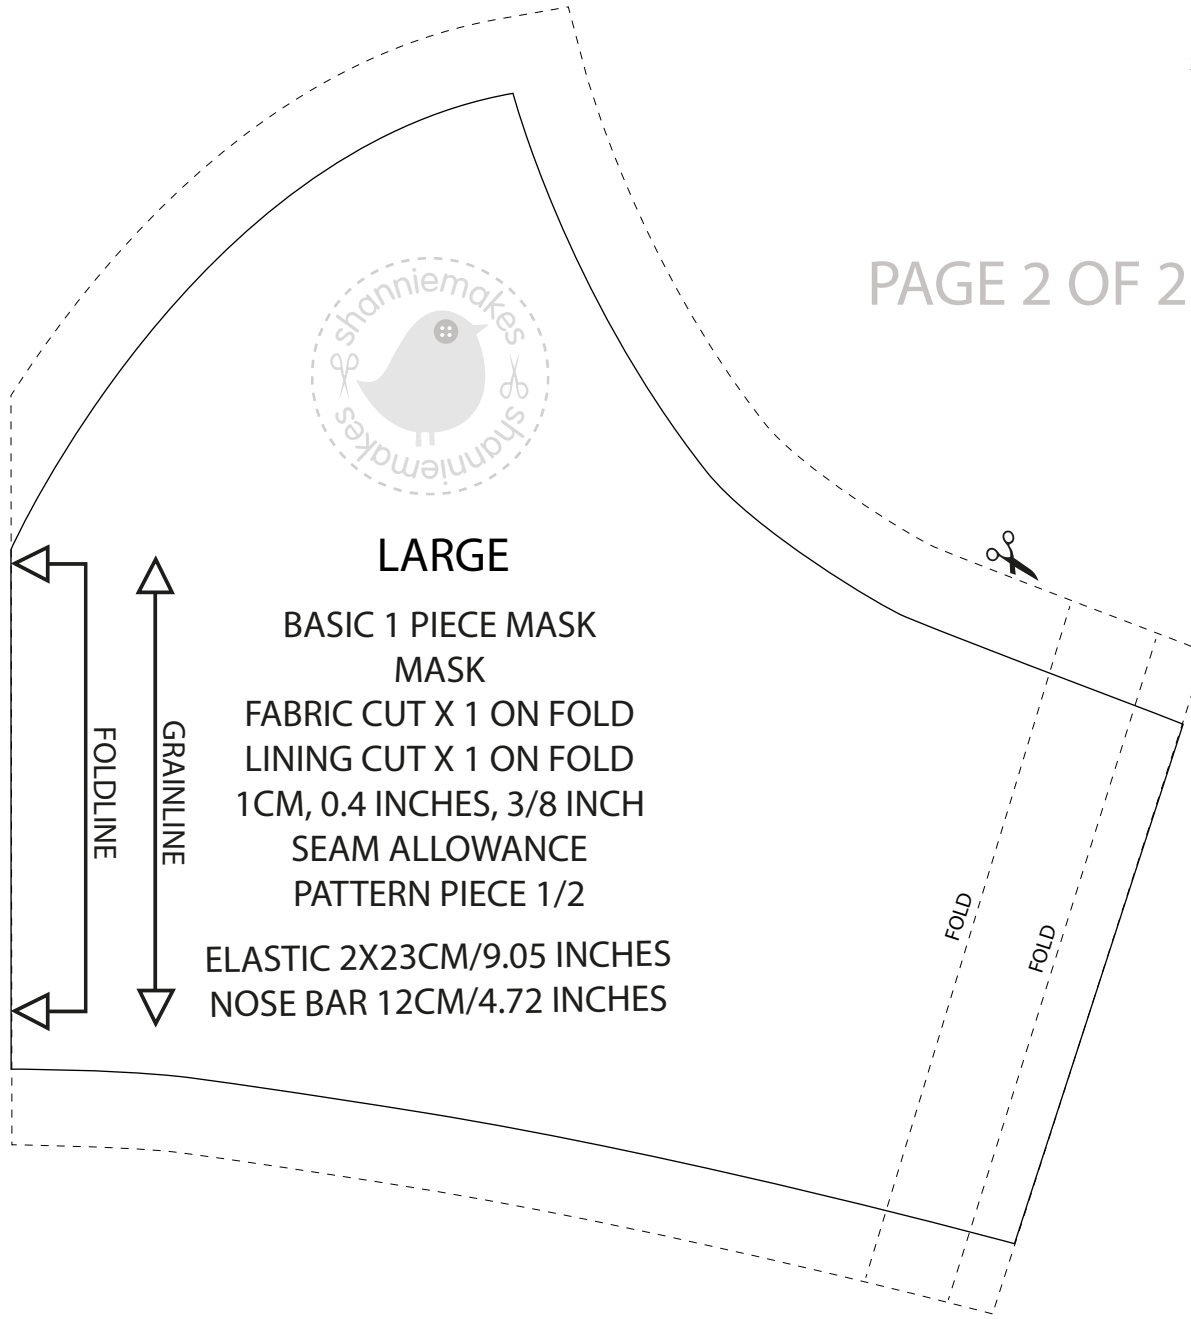 PAGE 2 OF 2
shanniemakes
shanniemakes
LARGE
BASIC 1 PIECE MASK
MASK
FABRIC CUT X 1 ON FOLD
LINING CUT X 1 ON FOLD
1CM, 0.4 INCHES, 3/8 INCH
SEAM ALLOWANCE
PATTERN PIECE 1/2
ELASTIC 2X23CM/9.05 INCHES
NOSE BAR 12CM/4.72 INCHES
FOLDLINE
GRAINLINE
FOLD
FOLD